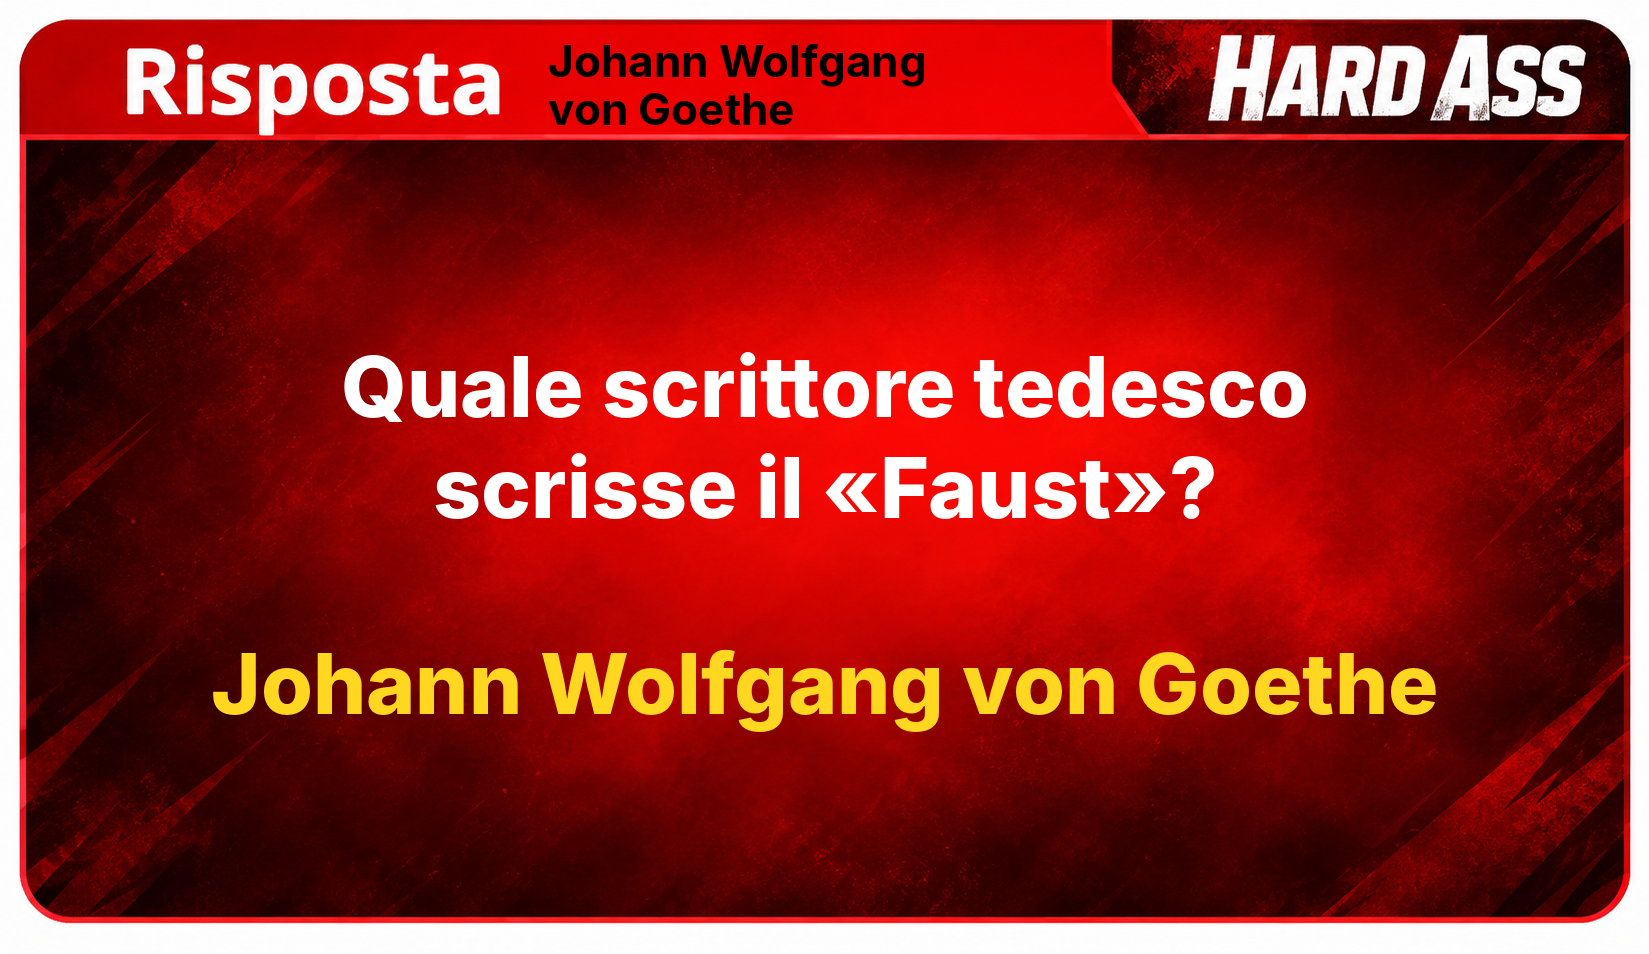 Risposta
Johann Wolfgang
von Goethe
HARD ASS
Quale scrittore tedesco
scrisse il «Faust»?
Johann Wolfgang von Goethe